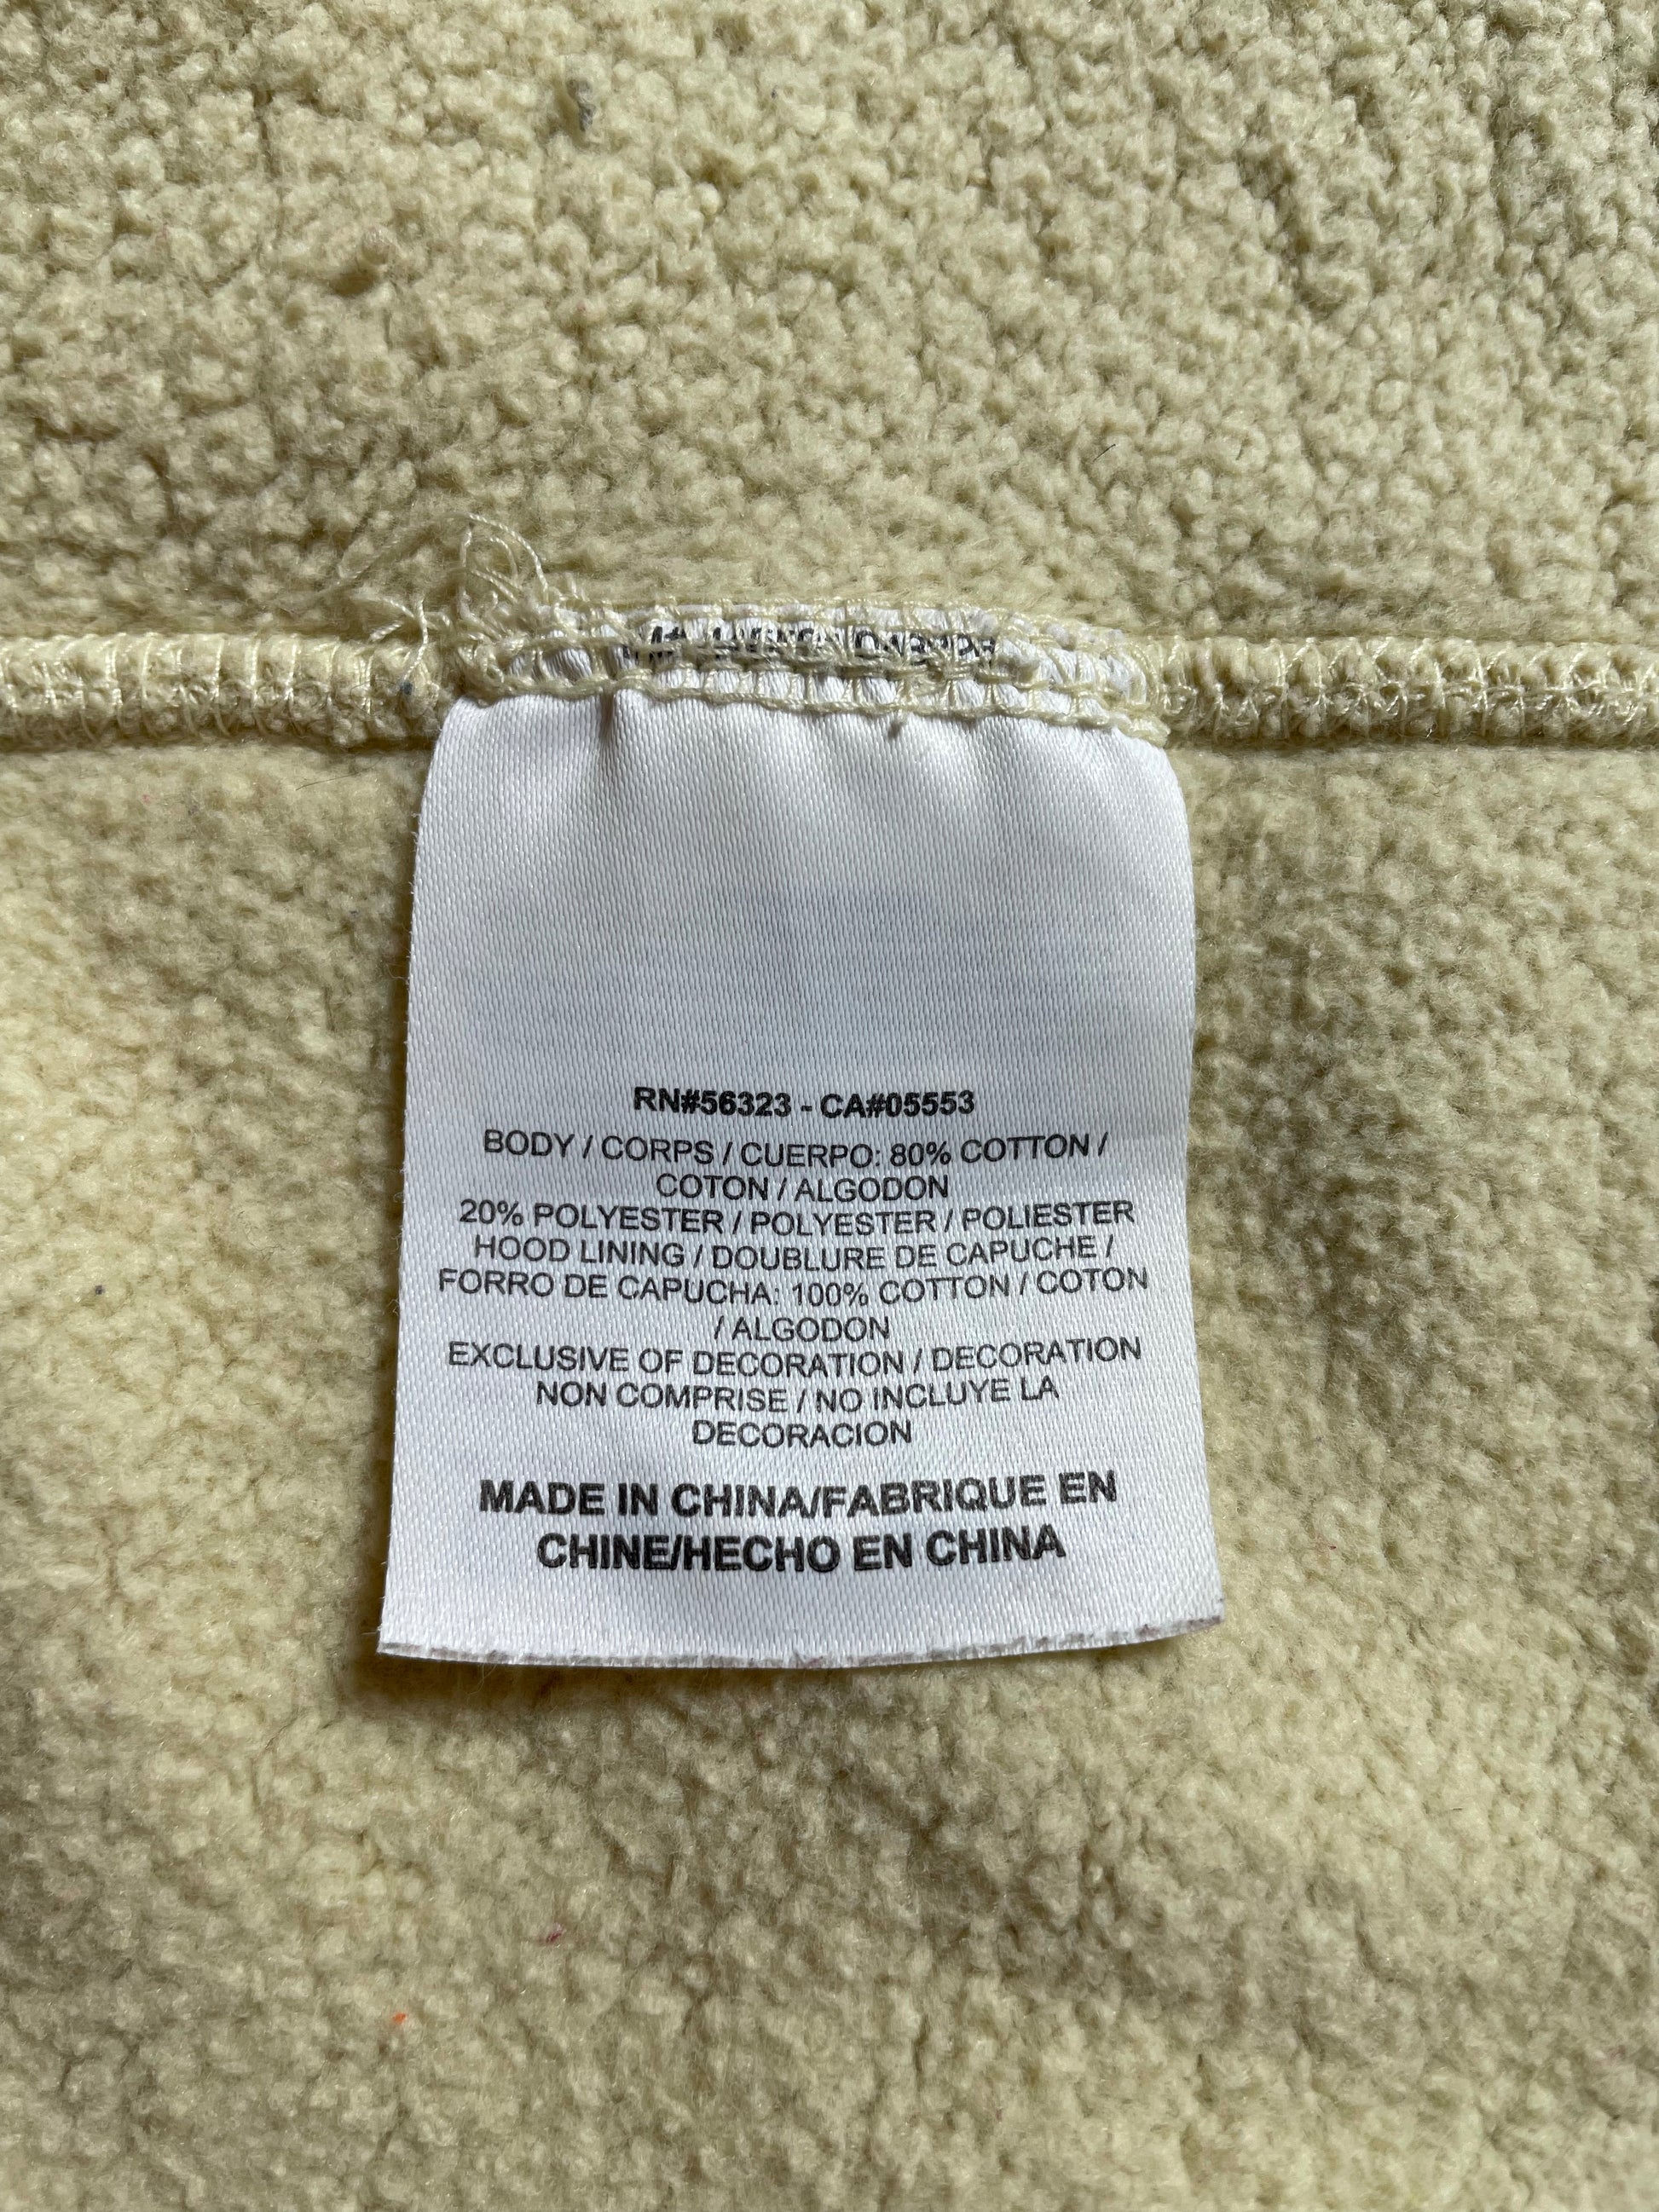 RN#56323 - CA#05553
BODY / CORPS / CUERPO: 80% COTTON /
COTON / ALGODON
20% POLYESTER / POLYESTER / POLIESTER
HOOD LINING / DOUBLURE DE CAPUCHE /
FORRO DE CAPUCHA: 100% COTTON / COTON
/ ALGODON
EXCLUSIVE OF DECORATION / DECORATION
NON COMPRISE / NO INCLUYE LA
DECORACION
MADE IN CHINA/FABRIQUE EN
CHINE/HECHO EN CHINA